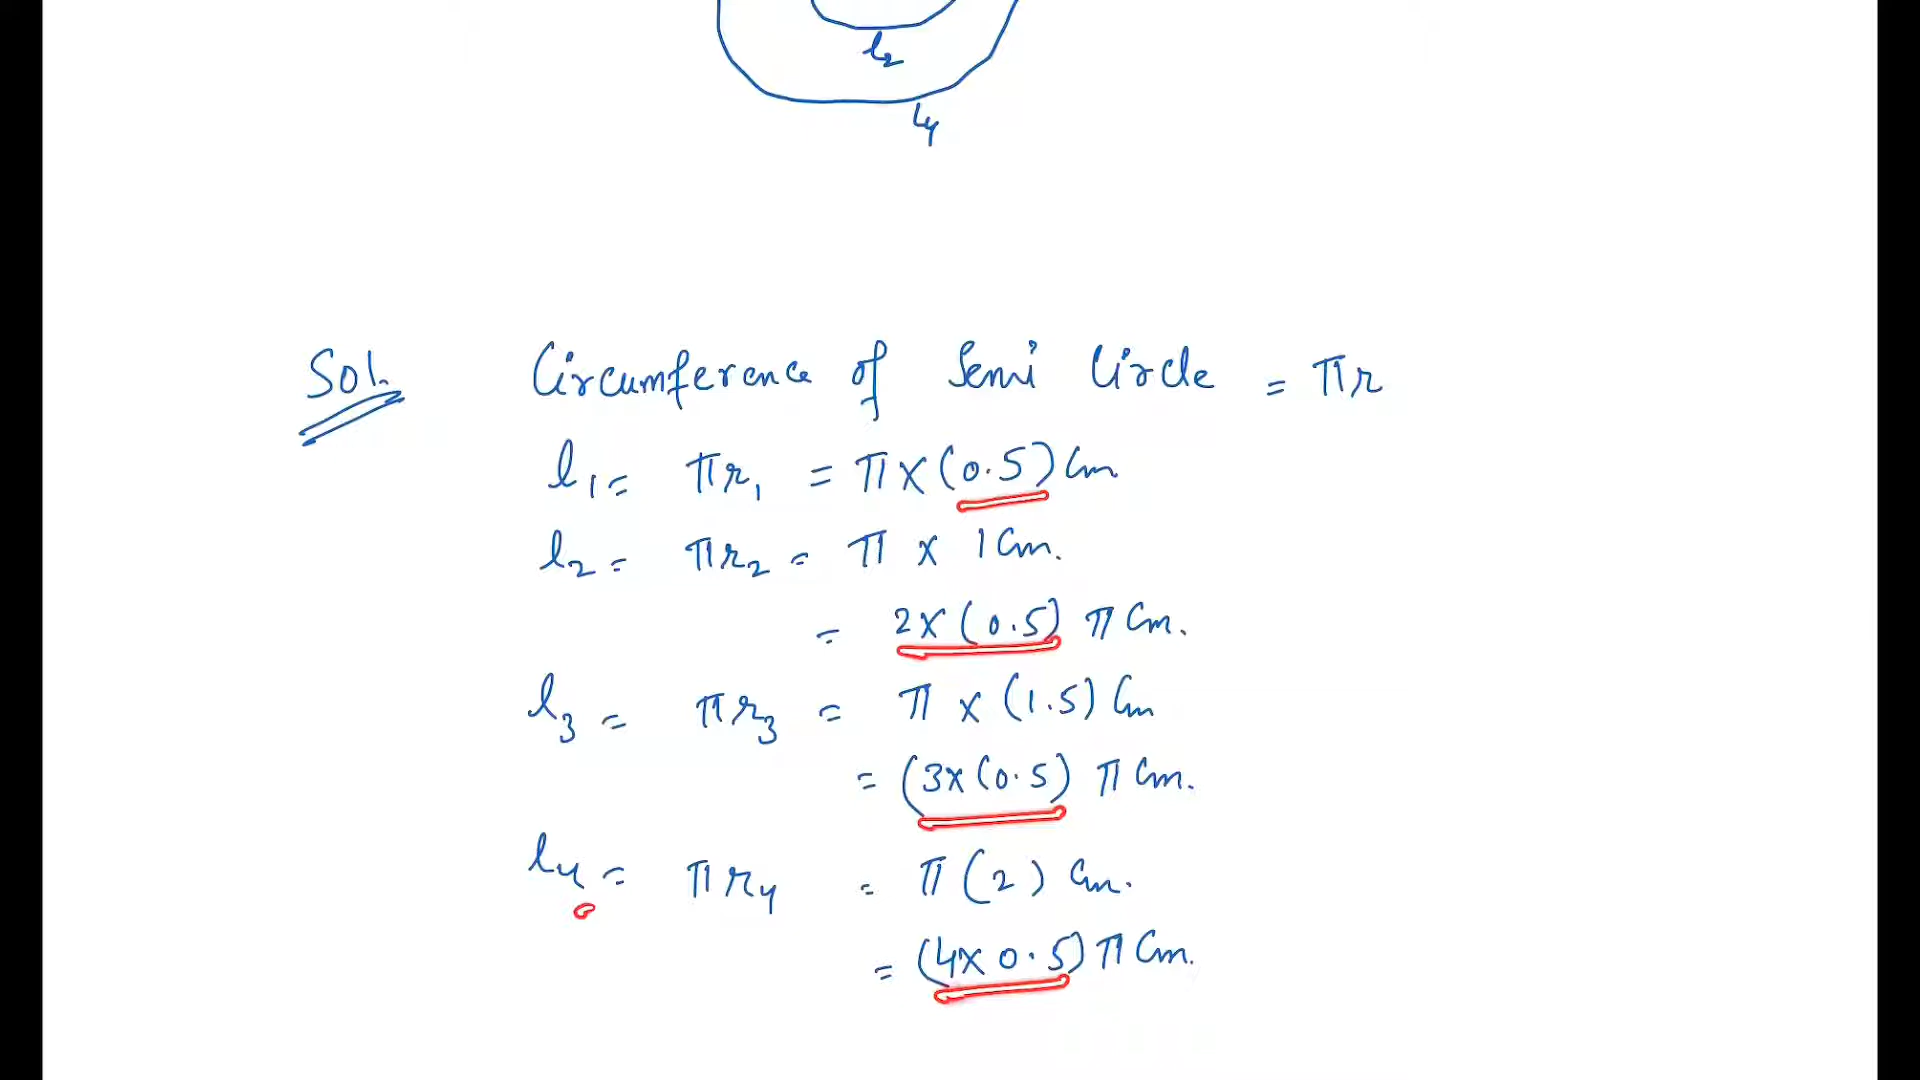 l₂
l₄
Sol. Circumference of Semi Circle = πr
l₁ = πr₁ = π × (0.5) Cm
l₂ = πr₂ = π × 1 Cm.
= 2 × (0.5) π Cm.
l₃ = πr₃ = π × (1.5) Cm
= (3 × (0.5) π Cm.
l₄ = πr₄ = π (2) Cm.
= (4 × 0.5) π Cm.